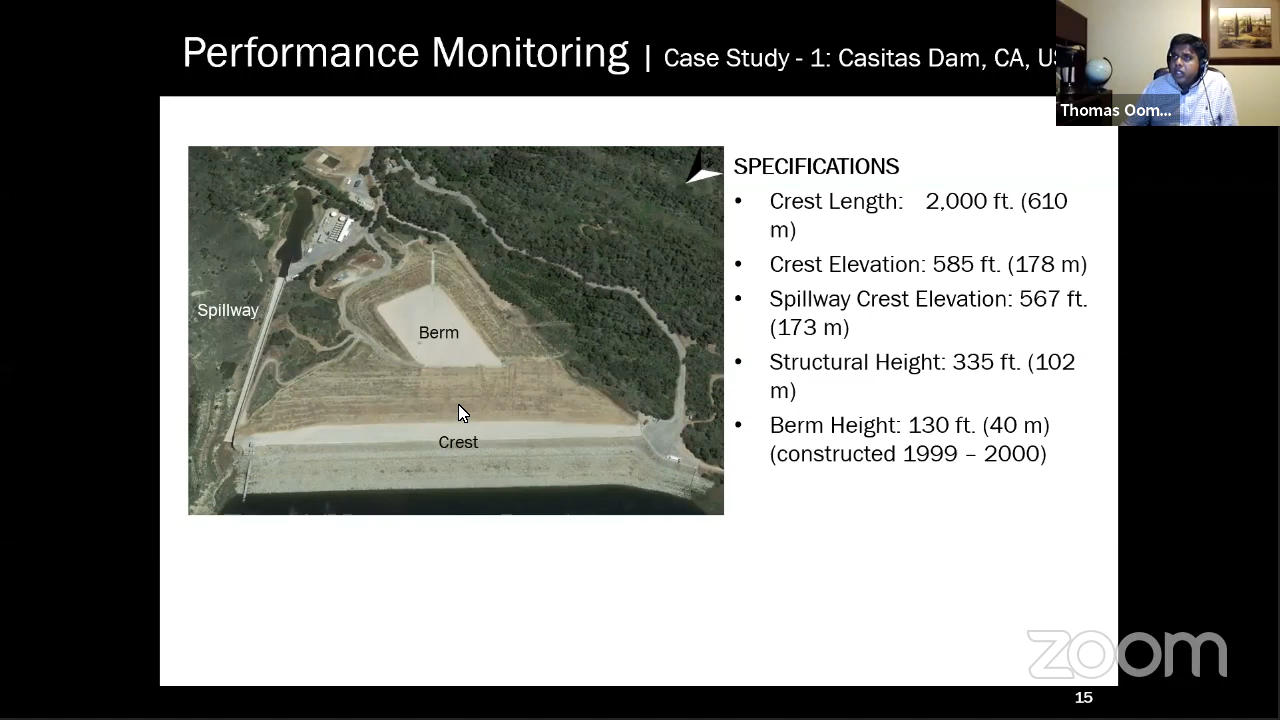 Performance Monitoring | Case Study - 1: Casitas Dam, CA,
Thomas Oom...
SPECIFICATIONS
• Crest Length: 2,000 ft. (610
m)
• Crest Elevation: 585 ft. (178 m)
• Spillway Crest Elevation: 567 ft.
(173 m)
• Structural Height: 335 ft. (102
m)
• Berm Height: 130 ft. (40 m)
(constructed 1999 – 2000)
Spillway
Berm
Crest
zoom
15